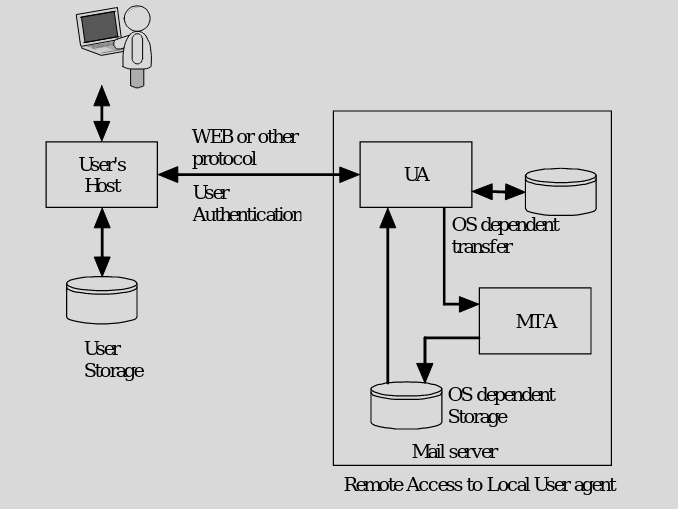 WEB or other
protocol
User's
Host
UA
User
Authentication
OS dependent
transfer
MTA
User
Storage
OS dependent
Storage
Mail server
Remote Access to Local User agent